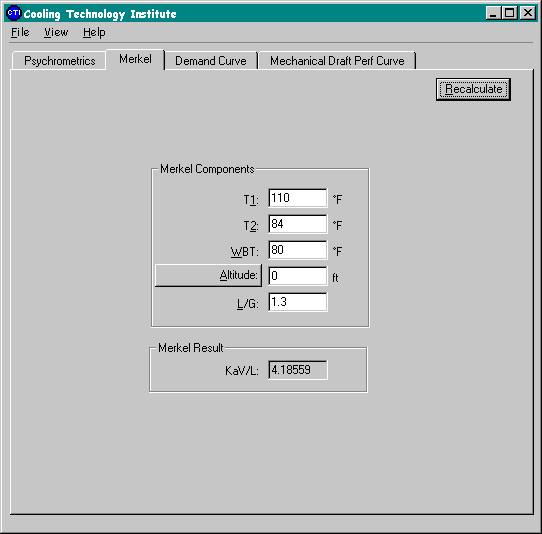 CTI Cooling Technology Institute
File View Help
Psychrometrics Merkel Demand Curve Mechanical Draft Perf Curve
Recalculate
Merkel Components
T1: 110 °F
T2: 84 °F
WBT: 80 °F
Altitude: 0 ft
L/G: 1.3
Merkel Result
KaV/L: 4.18559